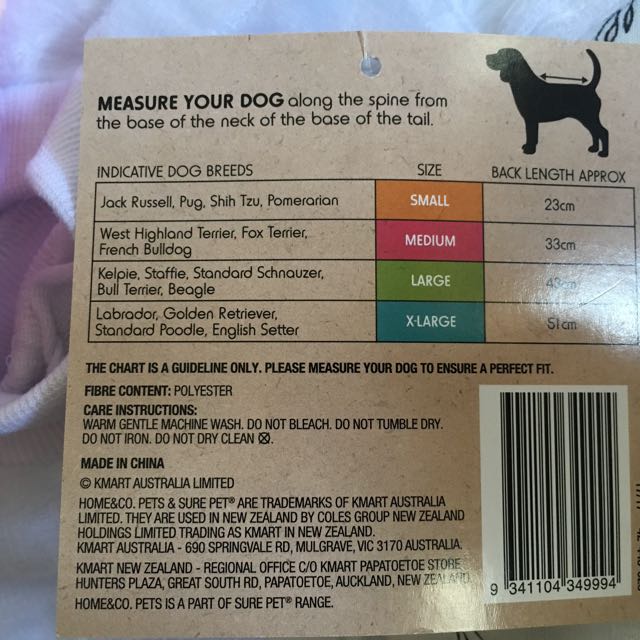 MEASURE YOUR DOG along the spine from
the base of the neck of the base of the tail.
INDICATIVE DOG BREEDS SIZE BACK LENGTH APPROX
Jack Russell, Pug, Shih Tzu, Pomerarian SMALL 23cm
West Highland Terrier, Fox Terrier,
French Bulldog MEDIUM 33cm
Kelpie, Staffie, Standard Schnauzer,
Bull Terrier, Beagle LARGE
Labrador, Golden Retriever,
Standard Poodle, English Setter X-LARGE 51cm
THE CHART IS A GUIDELINE ONLY. PLEASE MEASURE YOUR DOG TO ENSURE A PERFECT FIT.
FIBRE CONTENT: POLYESTER
CARE INSTRUCTIONS:
WARM GENTLE MACHINE WASH. DO NOT BLEACH. DO NOT TUMBLE DRY.
DO NOT IRON. DO NOT DRY CLEAN
MADE IN CHINA
© KMART AUSTRALIA LIMITED
HOME&CO. PETS & SURE PET® ARE TRADEMARKS OF KMART AUSTRALIA
LIMITED. THEY ARE USED IN NEW ZEALAND BY COLES GROUP NEW ZEALAND
HOLDINGS LIMITED TRADING AS KMART IN NEW ZEALAND.
KMART AUSTRALIA - 690 SPRINGVALE RD, MULGRAVE, VIC 3170 AUSTRALIA.
KMART NEW ZEALAND - REGIONAL OFFICE C/O KMART PAPATOETOE STORE
HUNTERS PLAZA, GREAT SOUTH RD, PAPATOETOE, AUCKLAND, NEW ZEALAND
HOME&CO. PETS IS A PART OF SURE PET® RANGE.
9 341104 349994